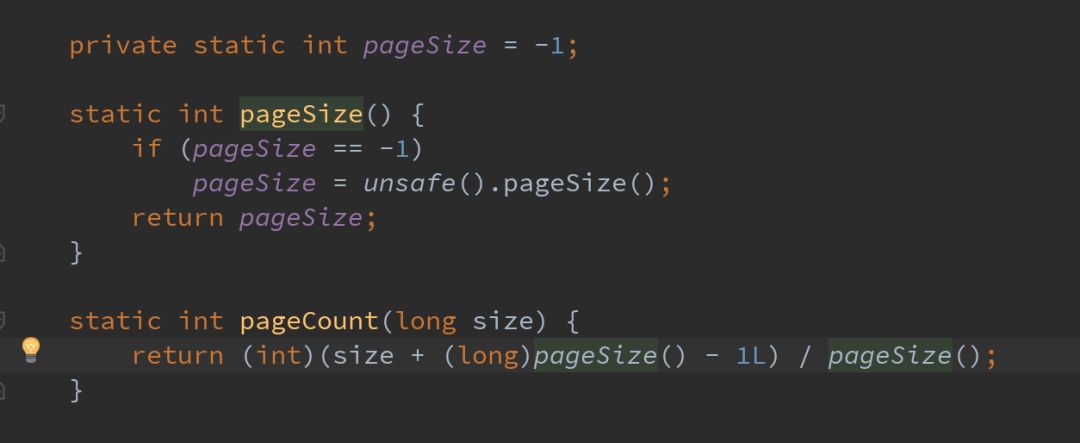 private static int pageSize = -1;
static int pageSize() {
if (pageSize == -1)
pageSize = unsafe().pageSize();
return pageSize;
}
static int pageCount(long size) {
return (int)(size + (long)pageSize() - 1L) / pageSize();
}